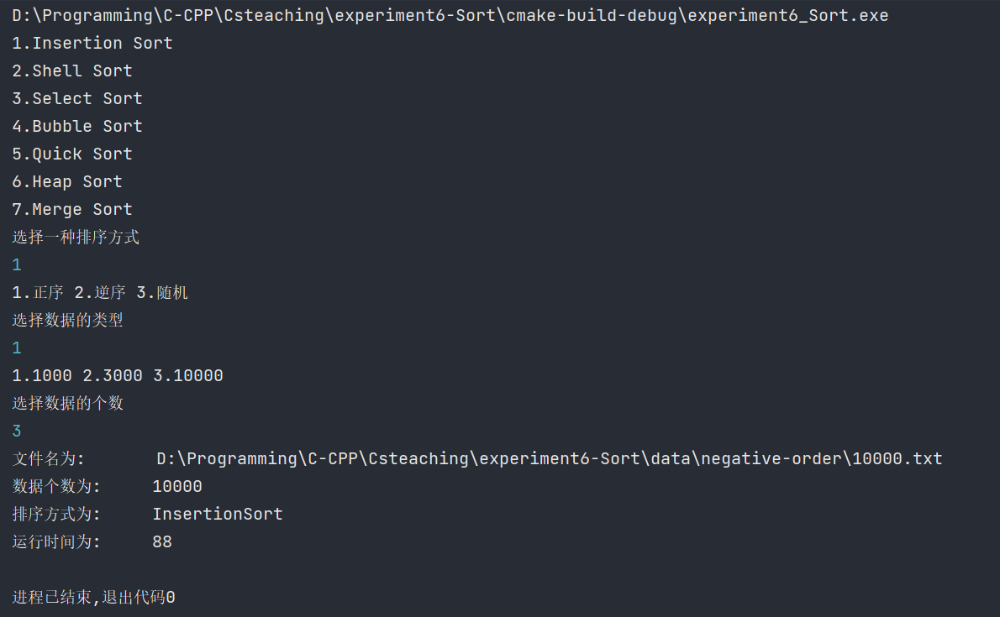 D:\Programming\C-CPP\Csteaching\experiment6-Sort\cmake-build-debug\experiment6_Sort.exe
1.Insertion Sort
2.Shell Sort
3.Select Sort
4.Bubble Sort
5.Quick Sort
6.Heap Sort
7.Merge Sort
选择一种排序方式
1
1.正序 2.逆序 3.随机
选择数据的类型
1
1.1000 2.3000 3.10000
选择数据的个数
3
文件名为:       D:\Programming\C-CPP\Csteaching\experiment6-Sort\data\negative-order\10000.txt
数据个数为:     10000
排序方式为:     InsertionSort
运行时间为:     88
进程已结束,退出代码0